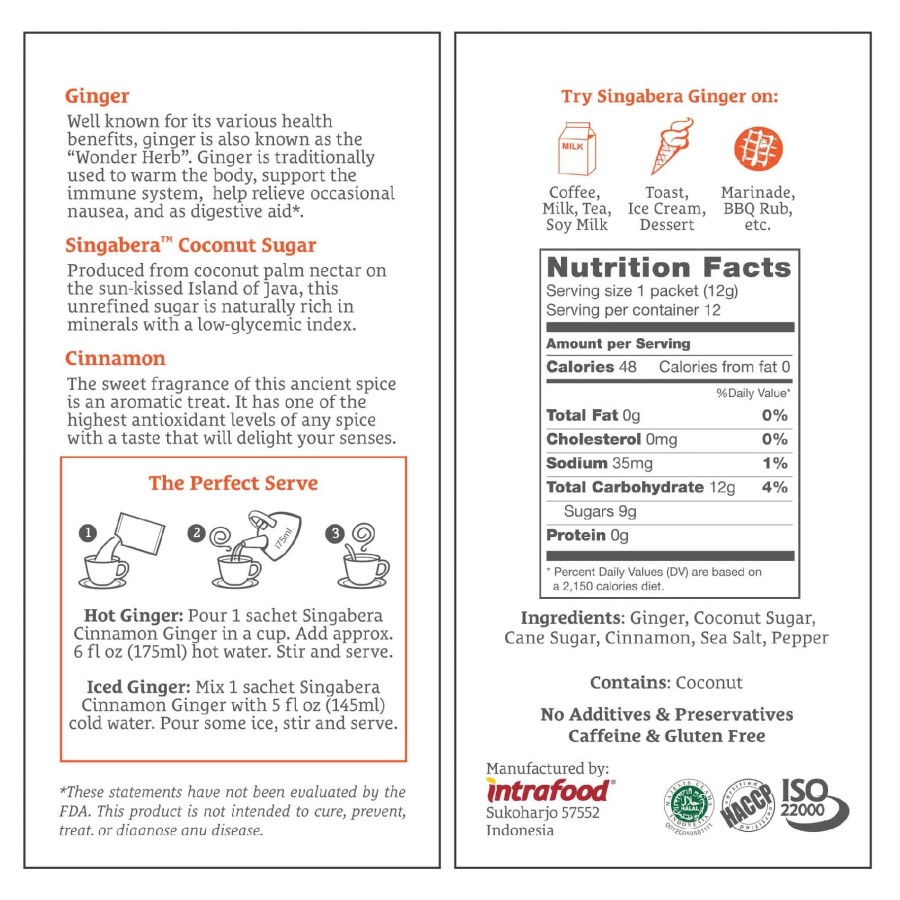 Ginger
Well known for its various health
benefits, ginger is also known as the
“Wonder Herb”. Ginger is traditionally
used to warm the body, support the
immune system, help relieve occasional
nausea, and as digestive aid*.
Singabera™ Coconut Sugar
Produced from coconut palm nectar on
the sun-kissed Island of Java, this
unrefined sugar is naturally rich in
minerals with a low-glycemic index.
Cinnamon
The sweet fragrance of this ancient spice
is an aromatic treat. It has one of the
highest antioxidant levels of any spice
with a taste that will delight your senses.
The Perfect Serve
1
2
175ml
3
Hot Ginger: Pour 1 sachet Singabera
Cinnamon Ginger in a cup. Add approx.
6 fl oz (175ml) hot water. Stir and serve.
Iced Ginger: Mix 1 sachet Singabera
Cinnamon Ginger with 5 fl oz (145ml)
cold water. Pour some ice, stir and serve.
*These statements have not been evaluated by the
FDA. This product is not intended to cure, prevent,
treat. or diagnose any disease.
Try Singabera Ginger on:
MILK
Coffee,
Milk, Tea,
Soy Milk
Toast,
Ice Cream,
Dessert
Marinade,
BBQ Rub,
etc.
Nutrition Facts
Serving size 1 packet (12g)
Serving per container 12
Amount per Serving
Calories 48 Calories from fat 0
%Daily Value*
Total Fat 0g 0%
Cholesterol 0mg 0%
Sodium 35mg 1%
Total Carbohydrate 12g 4%
Sugars 9g
Protein 0g
* Percent Daily Values (DV) are based on
a 2,150 calories diet.
Ingredients: Ginger, Coconut Sugar,
Cane Sugar, Cinnamon, Sea Salt, Pepper
Contains: Coconut
No Additives & Preservatives
Caffeine & Gluten Free
Manufactured by:
intrafood®
Sukoharjo 57552
Indonesia
MAJELIS ULAMA
HALAL
INDONESIA
certified
HACCP
ISO
22000